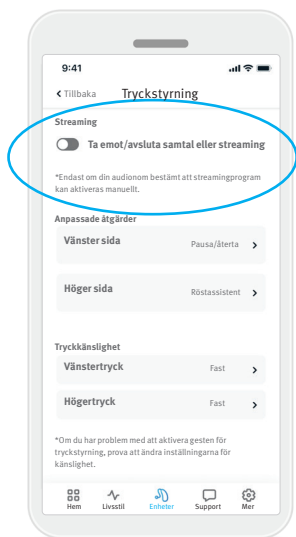 9:41
Tillbaka Tryckstyrning
Streaming
Ta emot/avsluta samtal eller streaming
*Endast om din audionom bestämt att streamingprogram
kan aktiveras manuellt.
Anpassade åtgärder
Vänster sida Pausa/återta
Höger sida Röstassistent
Tryckkänslighet
Vänstertryck Fast
Högertryck Fast
*Om du har problem med att aktivera gesten för
tryckstyrning, prova att ändra inställningarna för
känslighet.
Hem Livsstil Enheter Support Mer